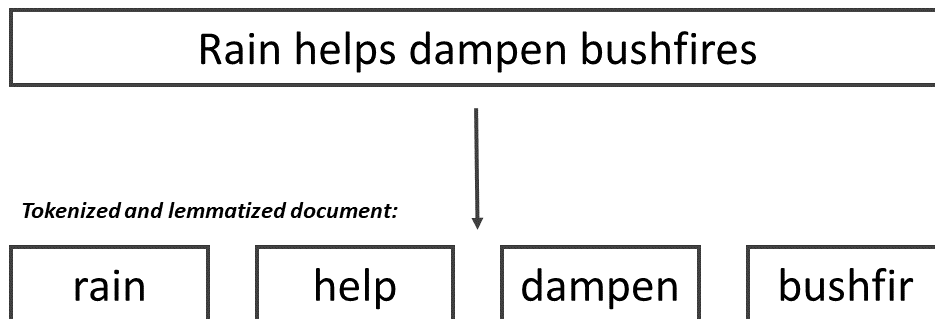 Rain helps dampen bushfires
Tokenized and lemmatized document:
rain help dampen bushfir